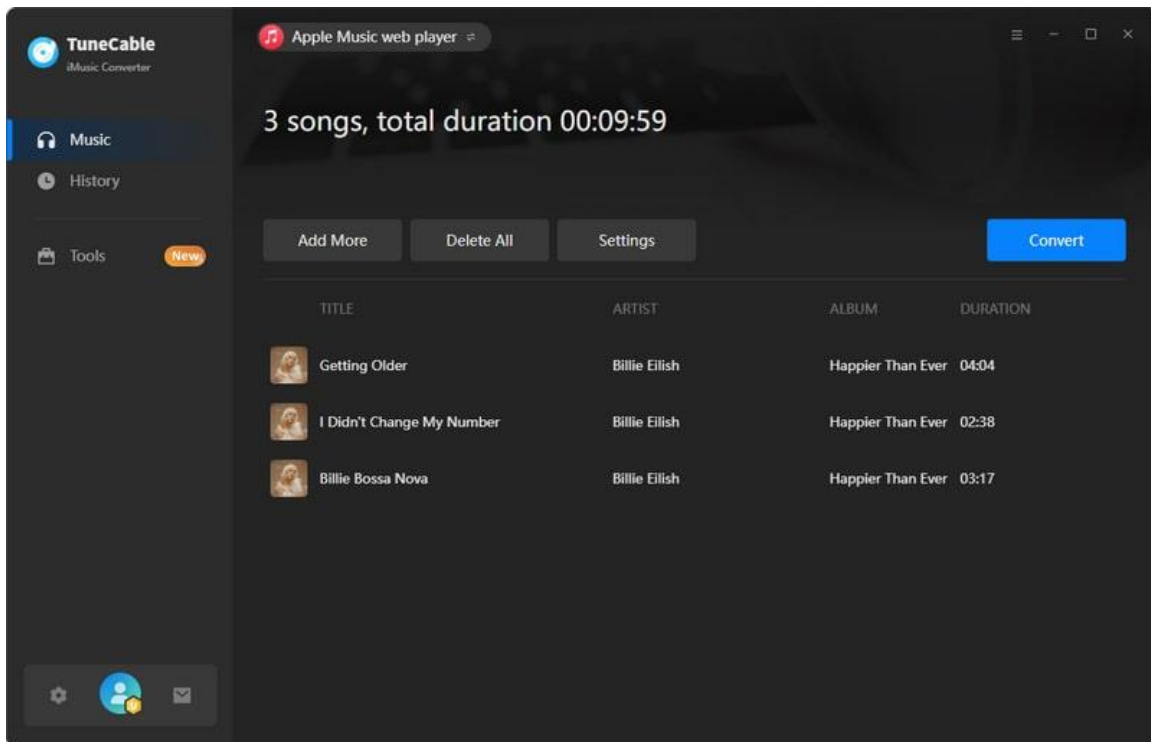 TuneCable
iMusic Converter
Music
History
Tools New
Apple Music web player
3 songs, total duration 00:09:59
Add More Delete All Settings Convert
TITLE ARTIST ALBUM DURATION
Getting Older Billie Eilish Happier Than Ever 04:04
I Didn't Change My Number Billie Eilish Happier Than Ever 02:38
Billie Bossa Nova Billie Eilish Happier Than Ever 03:17